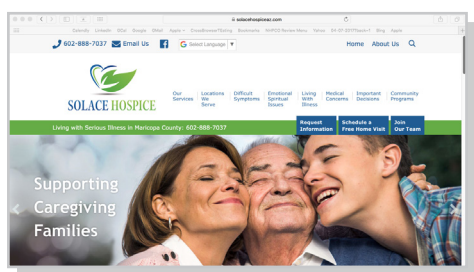 solacehospiceaz.com
602-888-7037 Email Us Select Language Home About Us
SOLACE HOSPICE
Our Services
Locations We Serve
Difficult Symptoms
Emotional Spiritual Issues
Living With Illness
Medical Concerns
Important Decisions
Community Programs
Living with Serious Illness in Maricopa County: 602-888-7037
Request Information
Schedule a Free Home Visit
Join Our Team
Supporting
Caregiving
Families